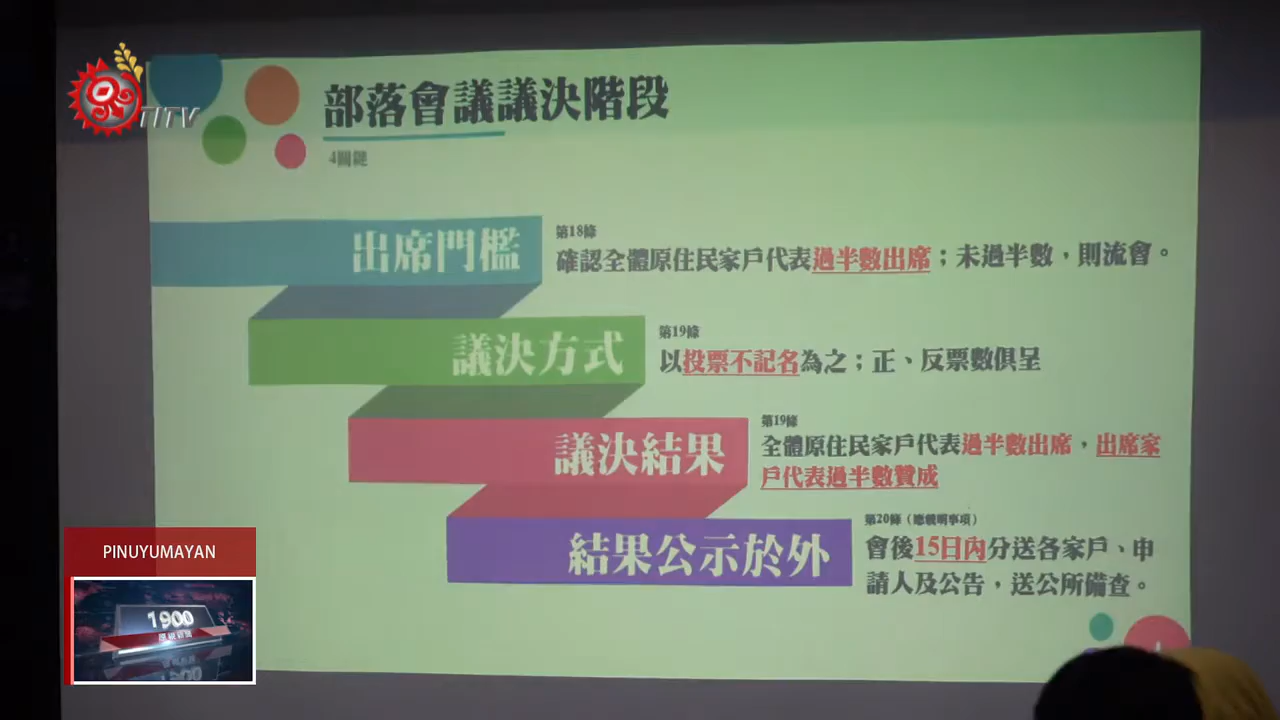 TITV
部落會議議決階段
4關鍵
出席門檻
第18條
確認全體原住民家戶代表過半數出席；未過半數，則流會。
議決方式
第19條
以投票不記名為之；正、反票數俱呈
議決結果
第19條
全體原住民家戶代表過半數出席，出席家
戶代表過半數贊成
結果公示於外
第20條（應載明事項）
會後15日內分送各家戶、申
請人及公告，送公所備查。
PINUYUMAYAN
1900